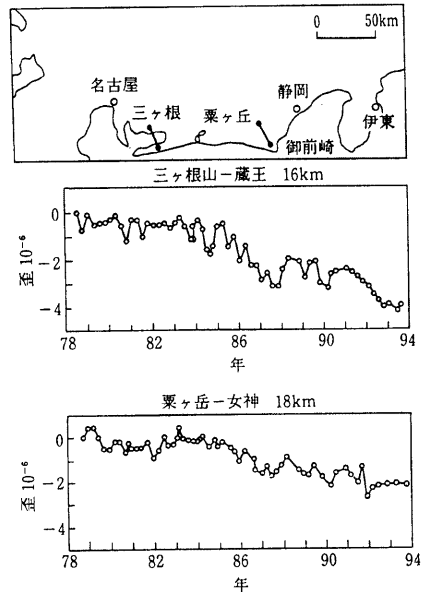 0 50km
名古屋
三ヶ根
粟ヶ丘
静岡
伊東
御前崎
三ヶ根山－蔵王 16km
歪 10⁻⁶
0
−2
−4
78 82 86 90 94
年
粟ヶ岳－女神 18km
歪 10⁻⁶
0
−2
−4
78 82 86 90 94
年